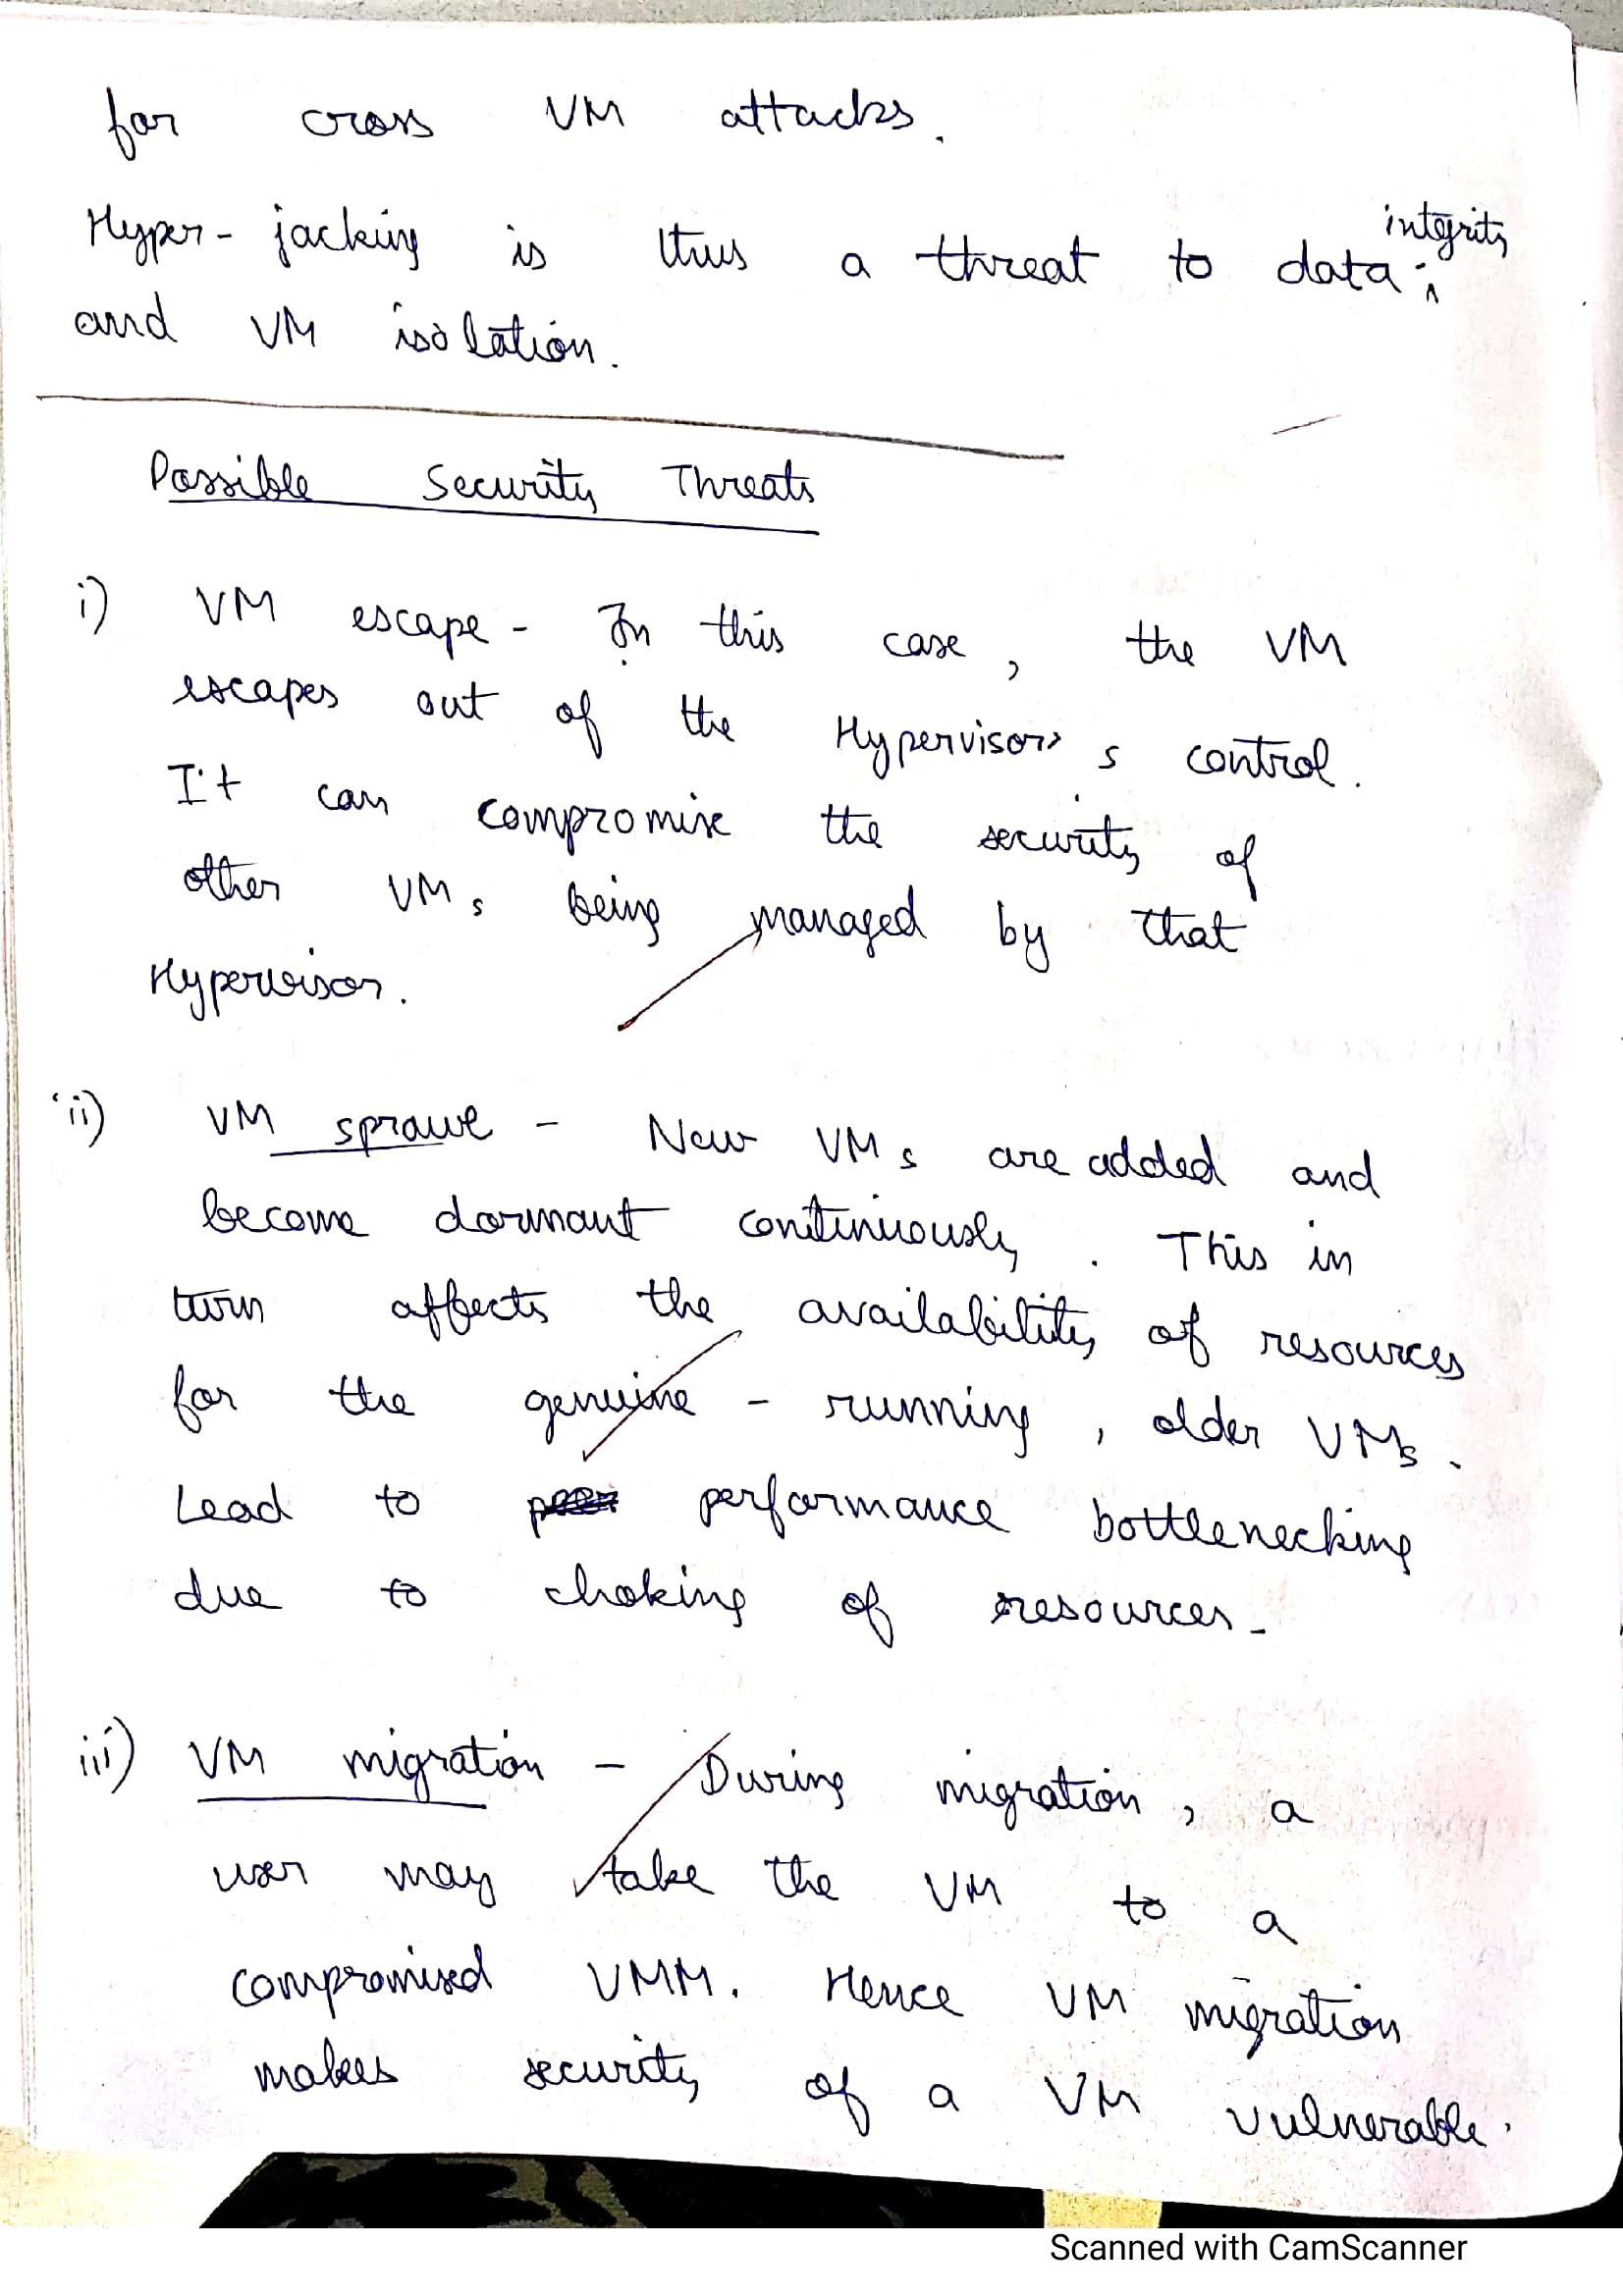 for cross VM attacks.
Hyper-jacking is thus a threat to data integrity
and VM isolation.
Possible Security Threats
i) VM escape - In this case, the VM
escapes out of the Hypervisor's control.
It can compromise the security of
other VMs being managed by that
Hypervisor.
ii) VM sprawl - New VMs are added and
become dormant continuously. This in
turn affects the availability of resources
for the genuine - running, older VMs.
Lead to performance bottlenecking
due to choking of resources.
iii) VM migration - During migration, a
user may take the VM to a
compromised VMM. Hence VM migration
makes security of a VM vulnerable.
Scanned with CamScanner